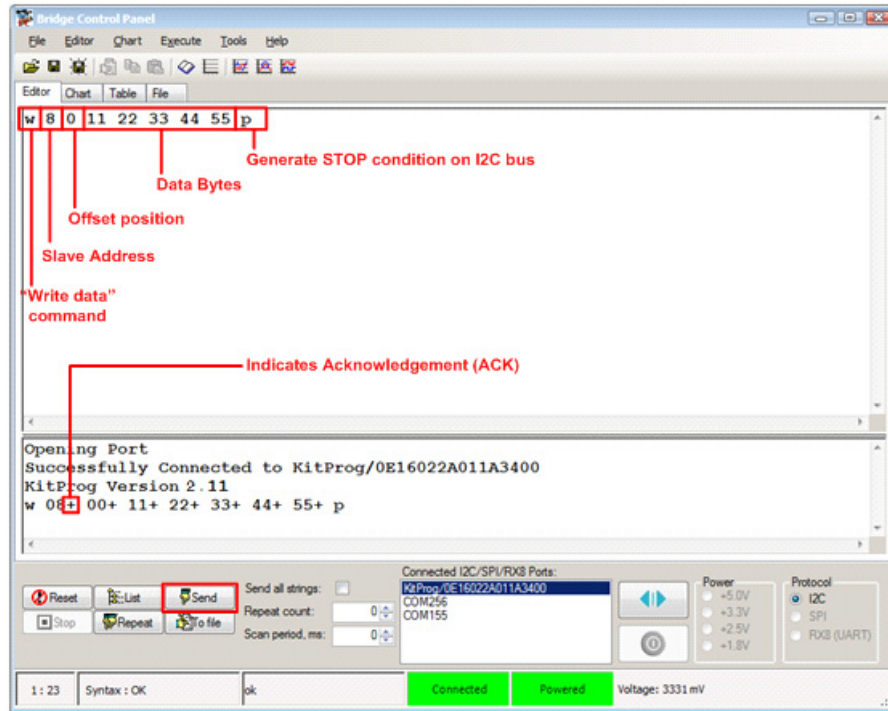 Bridge Control Panel
File Editor Chart Execute Tools Help
Editor Chart Table File
w 8 0 11 22 33 44 55 p
Generate STOP condition on I2C bus
Data Bytes
Offset position
Slave Address
"Write data"
command
Indicates Acknowledgement (ACK)
Opening Port
Successfully Connected to KitProg/0E16022A011A3400
KitProg Version 2.11
w 08+ 00+ 11+ 22+ 33+ 44+ 55+ p
Connected I2C/SPI/RX8 Ports:
Reset List Send Send all strings: KitProg/0E16022A011A3400 Power Protocol
COM256 +5.0V I2C
Stop Repeat To file Repeat count: 0 COM155 +3.3V SPI
Scan period, ms: 0 +2.5V RX8 (UART)
+1.8V
1 : 23 Syntax : OK ok Connected Powered Voltage: 3331 mV